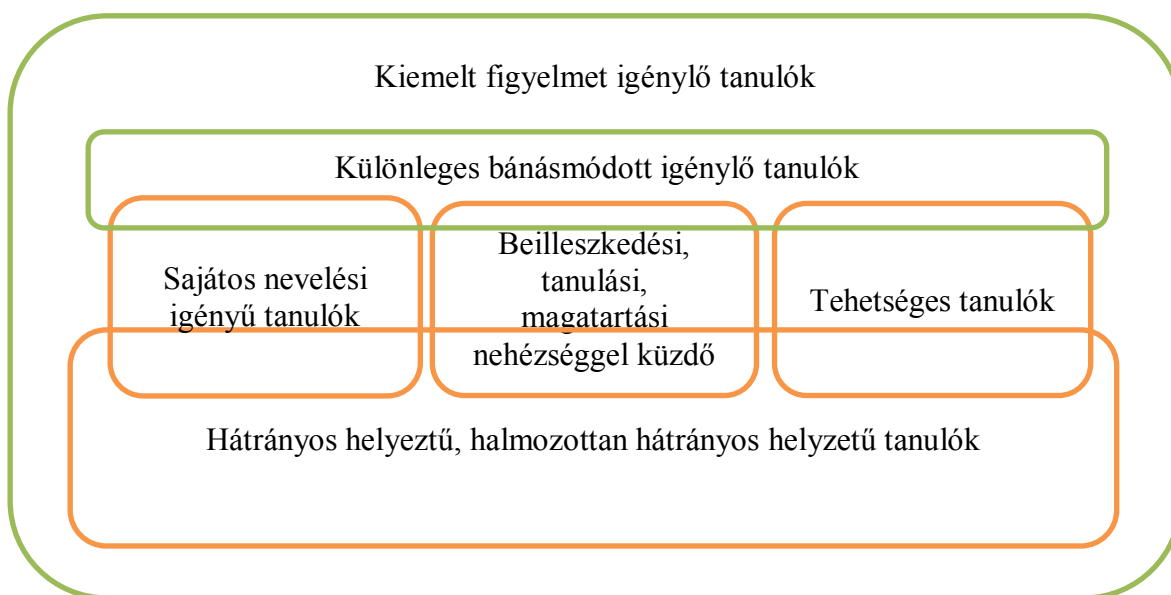 Kiemelt figyelmet igénylő tanulók
Különleges bánásmódott igénylő tanulók
Sajátos nevelési
igényű tanulók
Beilleszkedési,
tanulási,
magatartási
nehézséggel küzdő
Tehetséges tanulók
Hátrányos helyeztű, halmozottan hátrányos helyzetű tanulók